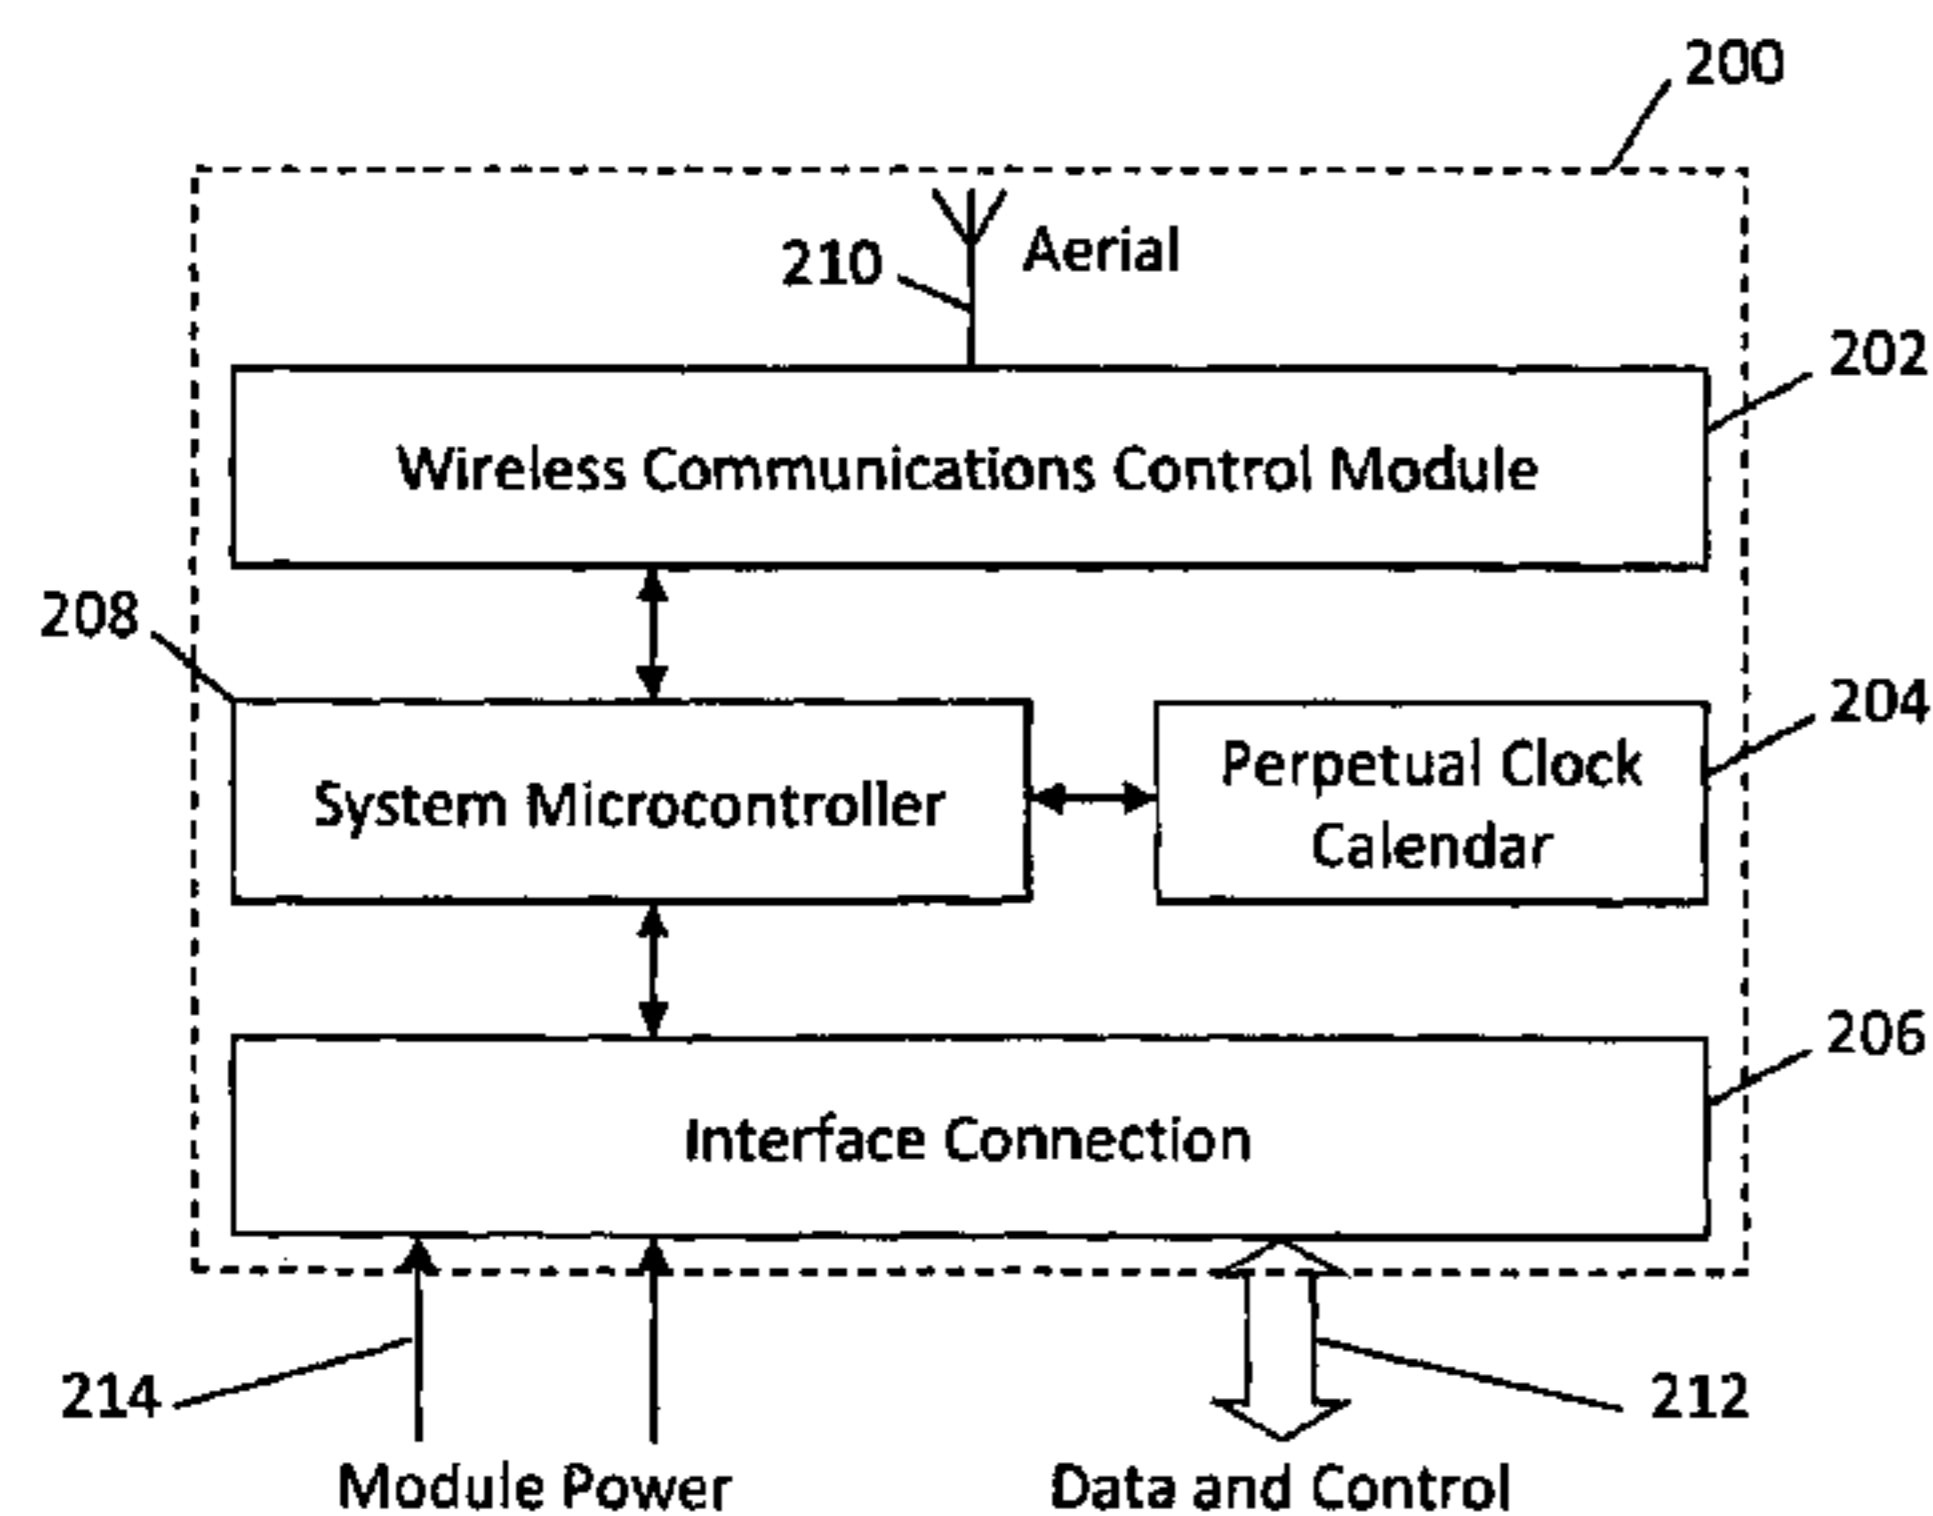 200
210 Aerial
202
Wireless Communications Control Module
208
204
System Microcontroller
Perpetual Clock
Calendar
206
Interface Connection
214
212
Module Power
Data and Control